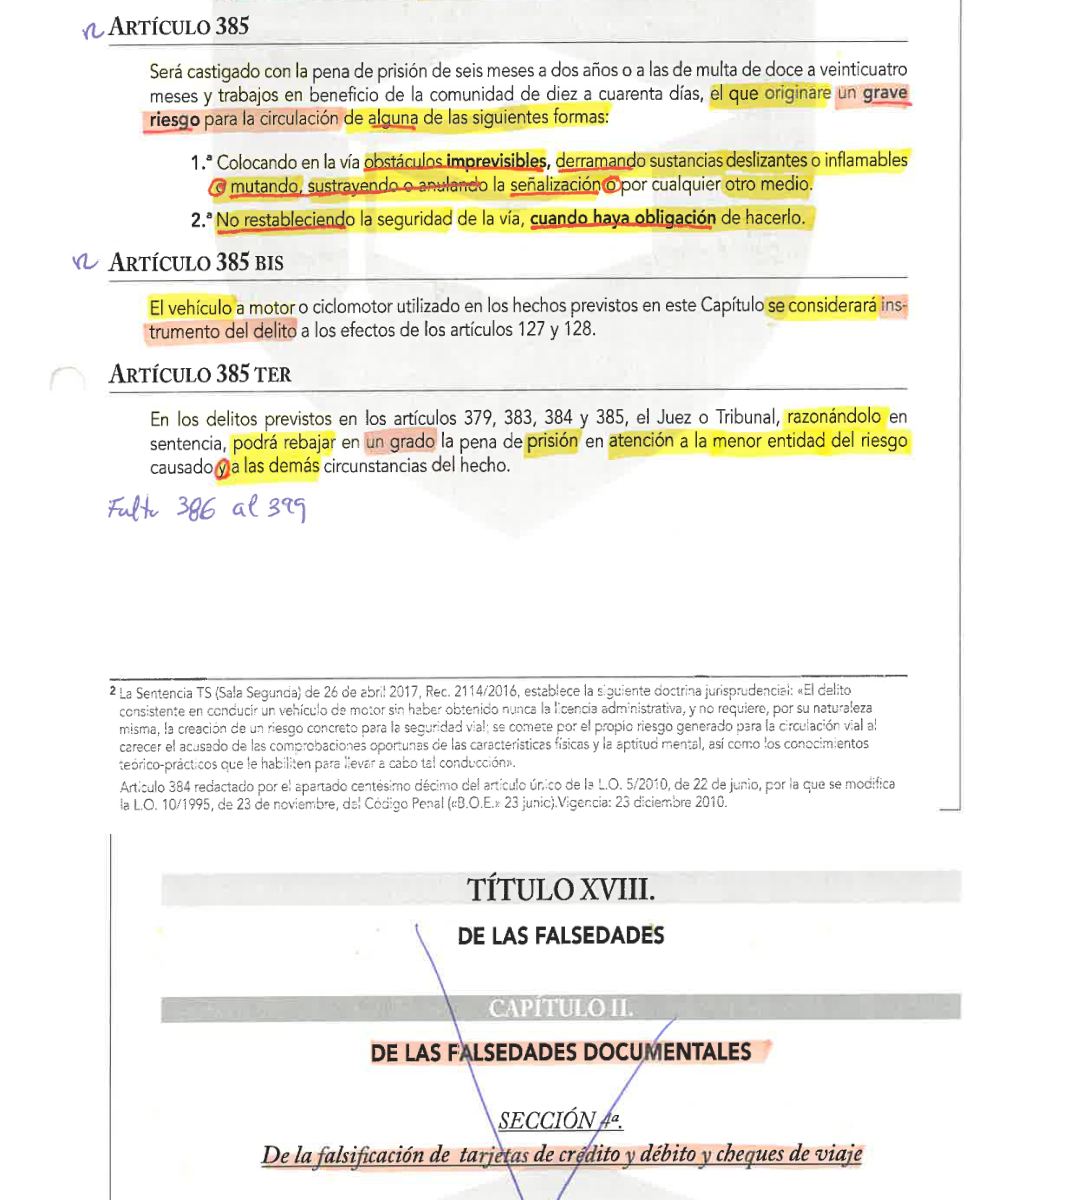 ARTÍCULO 385
Será castigado con la pena de prisión de seis meses a dos años o a las de multa de doce a veinticuatro
meses y trabajos en beneficio de la comunidad de diez a cuarenta días, el que originare un grave
riesgo para la circulación de alguna de las siguientes formas:
1.ª Colocando en la vía obstáculos imprevisibles, derramando sustancias deslizantes o inflamables
o mutando, sustrayendo o anulando la señalización o por cualquier otro medio.
2.ª No restableciendo la seguridad de la vía, cuando haya obligación de hacerlo.
ARTÍCULO 385 BIS
El vehículo a motor o ciclomotor utilizado en los hechos previstos en este Capítulo se considerará ins-
trumento del delito a los efectos de los artículos 127 y 128.
ARTÍCULO 385 TER
En los delitos previstos en los artículos 379, 383, 384 y 385, el Juez o Tribunal, razonándolo en
sentencia, podrá rebajar en un grado la pena de prisión en atención a la menor entidad del riesgo
causado y a las demás circunstancias del hecho.
Falta 386 al 399
2 La Sentencia TS (Sala Segunda) de 26 de abril 2017, Rec. 2114/2016, establece la siguiente doctrina jurisprudencial: «El delito
consistente en conducir un vehículo de motor sin haber obtenido nunca la licencia administrativa, y no requiere, por su naturaleza
misma, la creación de un riesgo concreto para la seguridad vial; se comete por el propio riesgo generado para la circulación vial al
carecer el acusado de las comprobaciones oportunas de las características físicas y la aptitud mental, así como los conocimientos
teórico-prácticos que le habiliten para llevar a cabo tal conducción».
Artículo 384 redactado por el apartado centésimo décimo del artículo único de la L.O. 5/2010, de 22 de junio, por la que se modifica
la L.O. 10/1995, de 23 de noviembre, del Código Penal («B.O.E.» 23 junio).Vigencia: 23 diciembre 2010.
TÍTULO XVIII.
DE LAS FALSEDADES
CAPÍTULO II.
DE LAS FALSEDADES DOCUMENTALES
SECCIÓN 4ª.
De la falsificación de tarjetas de crédito y débito y cheques de viaje